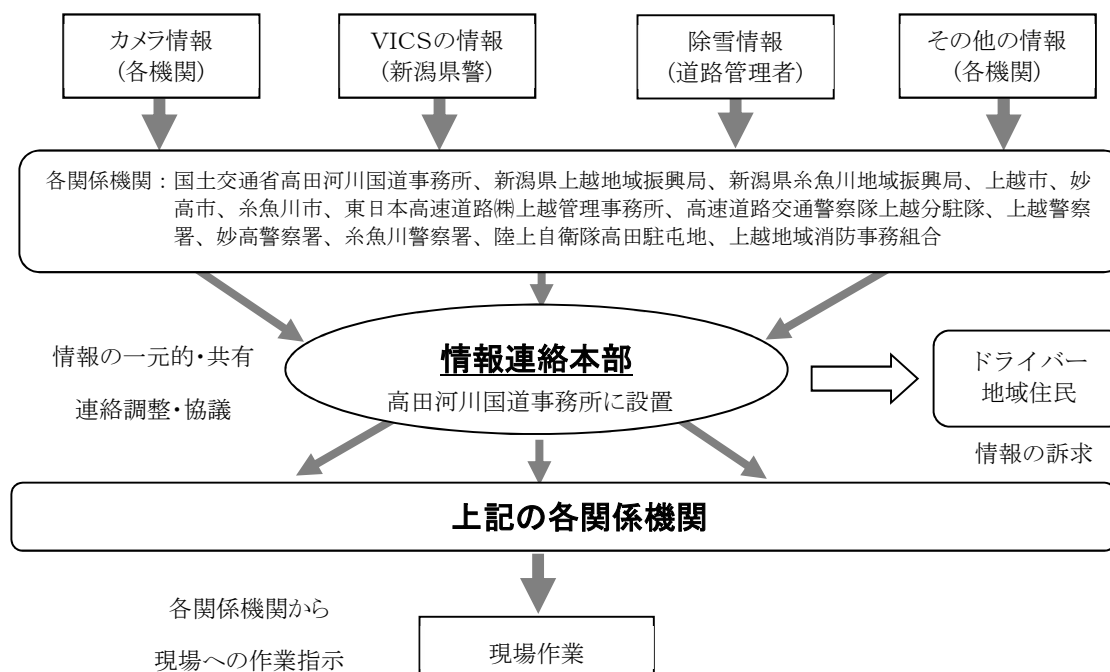 カメラ情報
(各機関)
VICSの情報
(新潟県警)
除雪情報
(道路管理者)
その他の情報
(各機関)
各関係機関：国土交通省高田河川国道事務所、新潟県上越地域振興局、新潟県糸魚川地域振興局、上越市、妙
高市、糸魚川市、東日本高速道路㈱上越管理事務所、高速道路交通警察隊上越分駐隊、上越警察
署、妙高警察署、糸魚川警察署、陸上自衛隊高田駐屯地、上越地域消防事務組合
情報の一元的・共有
連絡調整・協議
情報連絡本部
高田河川国道事務所に設置
ドライバー
地域住民
情報の訴求
上記の各関係機関
各関係機関から
現場への作業指示
現場作業